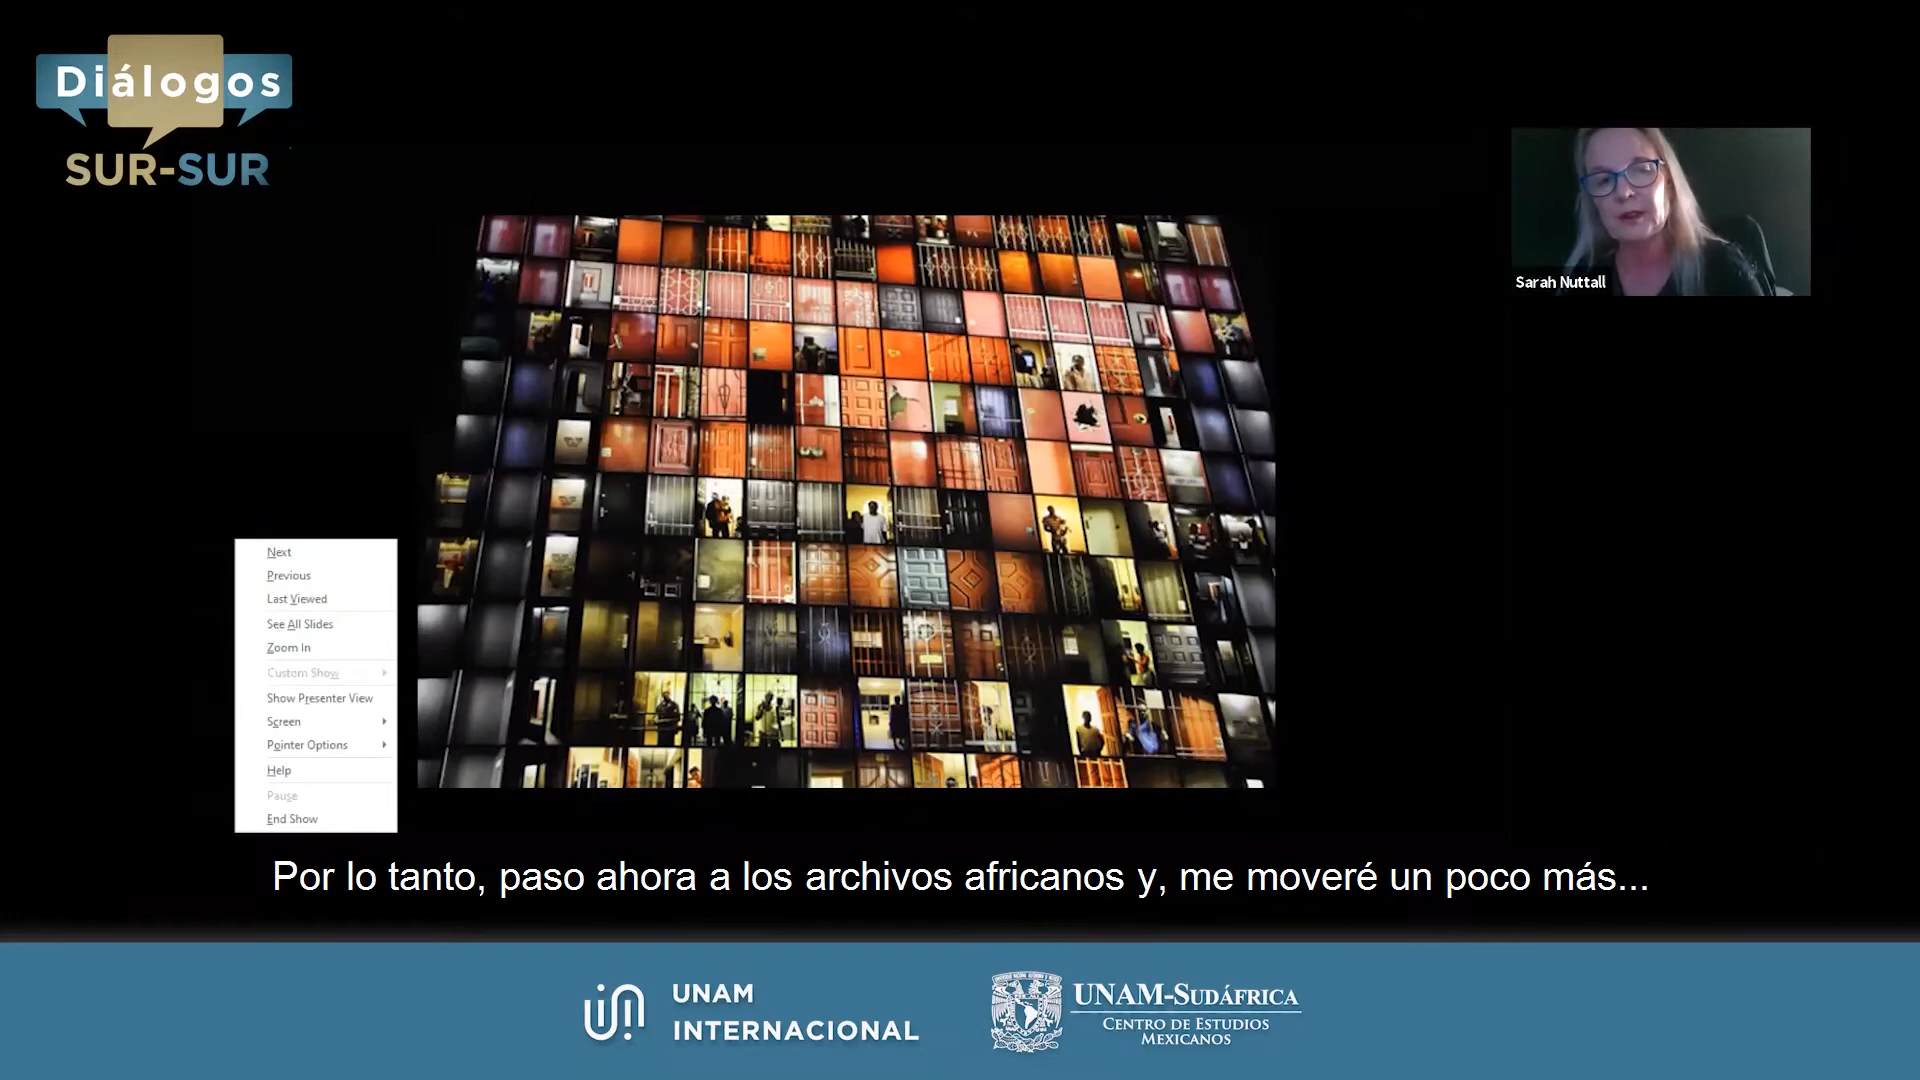 Diálogos
SUR-SUR
Sarah Nuttall
Next
Previous
Last Viewed
See All Slides
Zoom In
Custom Show
Show Presenter View
Screen
Pointer Options
Help
Pause
End Show
Por lo tanto, paso ahora a los archivos africanos y, me moveré un poco más...
UNAM
INTERNACIONAL
UNAM-SUDÁFRICA
CENTRO DE ESTUDIOS
MEXICANOS